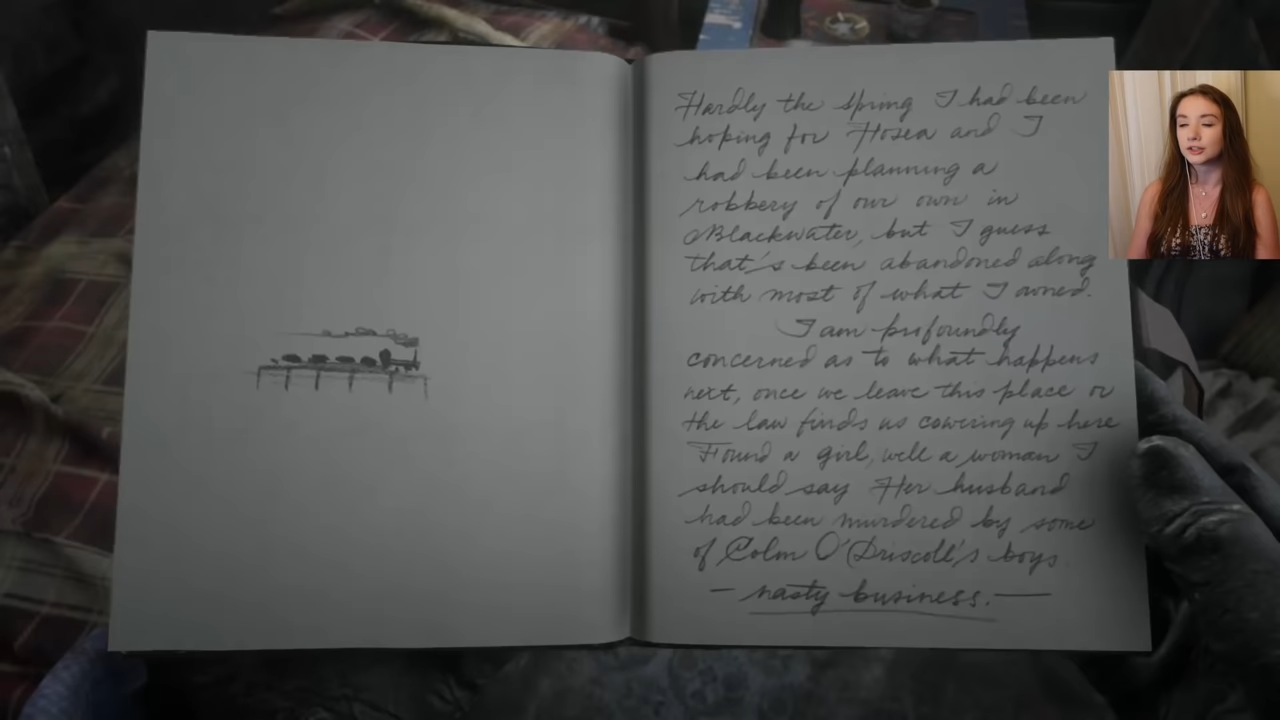 Hardly the spring I had been
hoping for Hosea and I
had been planning a
robbery of our own in
Blackwater, but I guess
that's been abandoned along
with most of what I owned.
I am profoundly
concerned as to what happens
next, once we leave this place or
the law finds us cowering up here
Found a girl, well a woman I
should say Her husband
had been murdered by some
of Colm O'Driscoll's boys
— nasty business. —